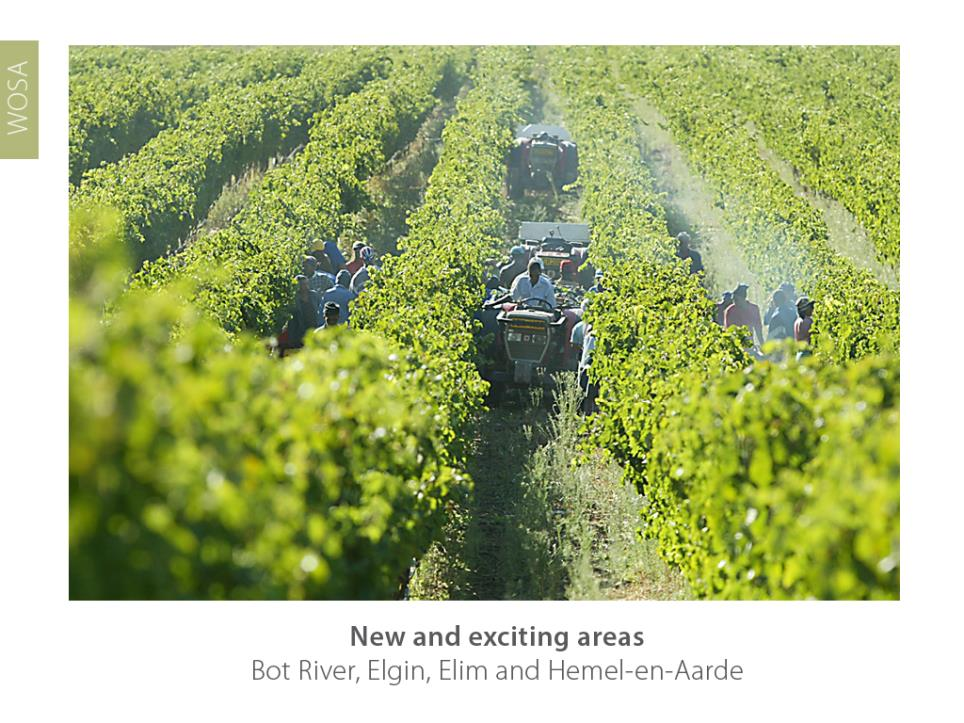 WOSA
New and exciting areas
Bot River, Elgin, Elim and Hemel-en-Aarde